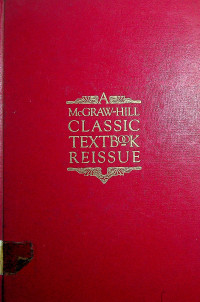 A
McGRAW-HILL
CLASSIC
TEXTBOOK
REISSUE